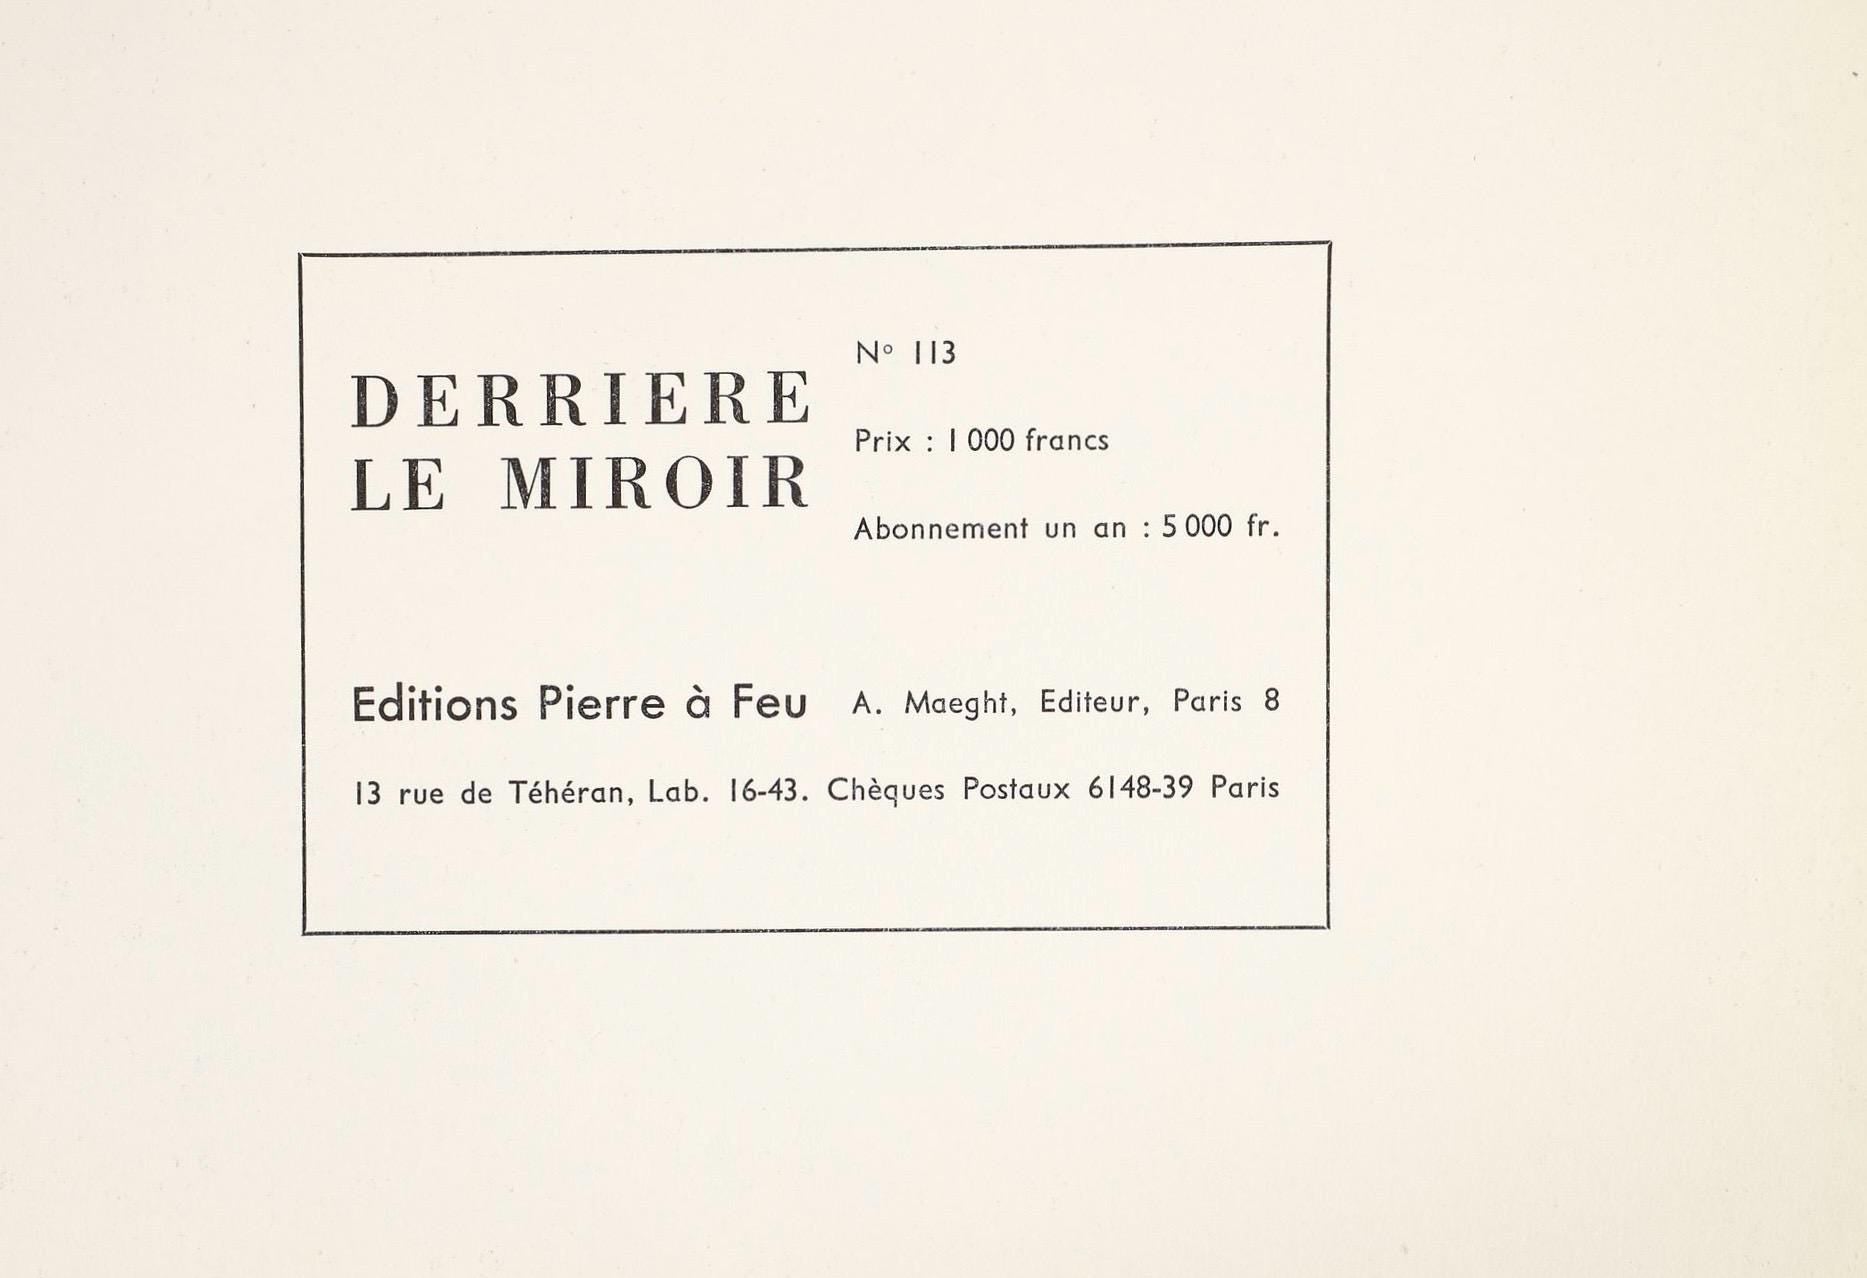 DERRIERE
LE MIROIR
N° 113
Prix : 1 000 francs
Abonnement un an : 5 000 fr.
Editions Pierre à Feu A. Maeght, Editeur, Paris 8
13 rue de Téhéran, Lab. 16-43. Chèques Postaux 6148-39 Paris